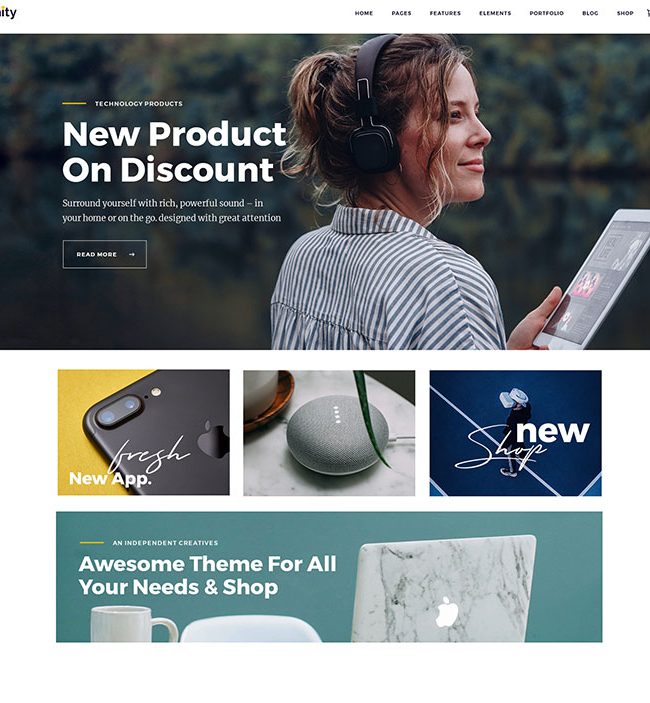 HOME PAGES FEATURES ELEMENTS PORTFOLIO BLOG SHOP
TECHNOLOGY PRODUCTS
New Product
On Discount
Surround yourself with rich, powerful sound – in
your home or on the go. designed with great attention
READ MORE →
fresh
New App.
new
Shop
AN INDEPENDENT CREATIVES
Awesome Theme For All
Your Needs & Shop